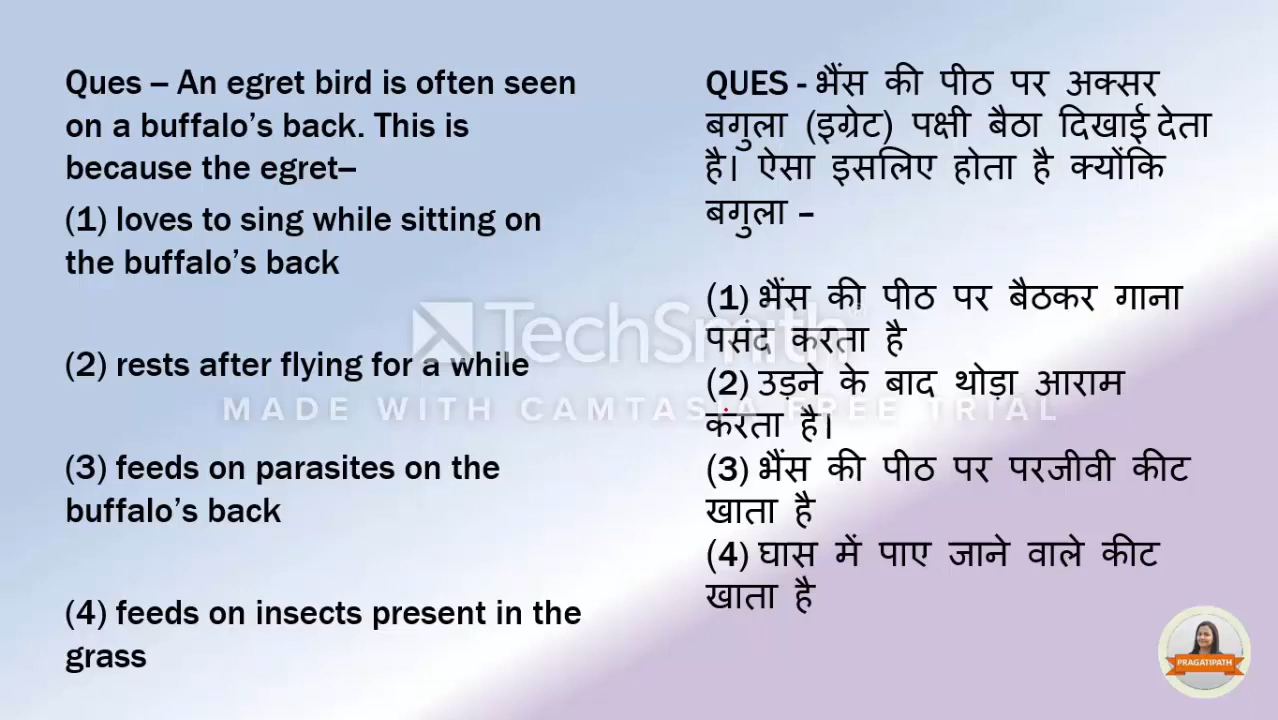 Ques – An egret bird is often seen
on a buffalo's back. This is
because the egret–
(1) loves to sing while sitting on
the buffalo's back
(2) rests after flying for a while
(3) feeds on parasites on the
buffalo's back
(4) feeds on insects present in the
grass
QUES - भैंस की पीठ पर अक्सर
बगुला (इग्रेट) पक्षी बैठा दिखाई देता
है। ऐसा इसलिए होता है क्योंकि
बगुला –
(1) भैंस की पीठ पर बैठकर गाना
पसंद करता है
(2) उड़ने के बाद थोड़ा आराम
करता है।
(3) भैंस की पीठ पर परजीवी कीट
खाता है
(4) घास में पाए जाने वाले कीट
खाता है
TechSmith
MADE WITH CAMTASIA FREE TRIAL
PRAGATIPATH